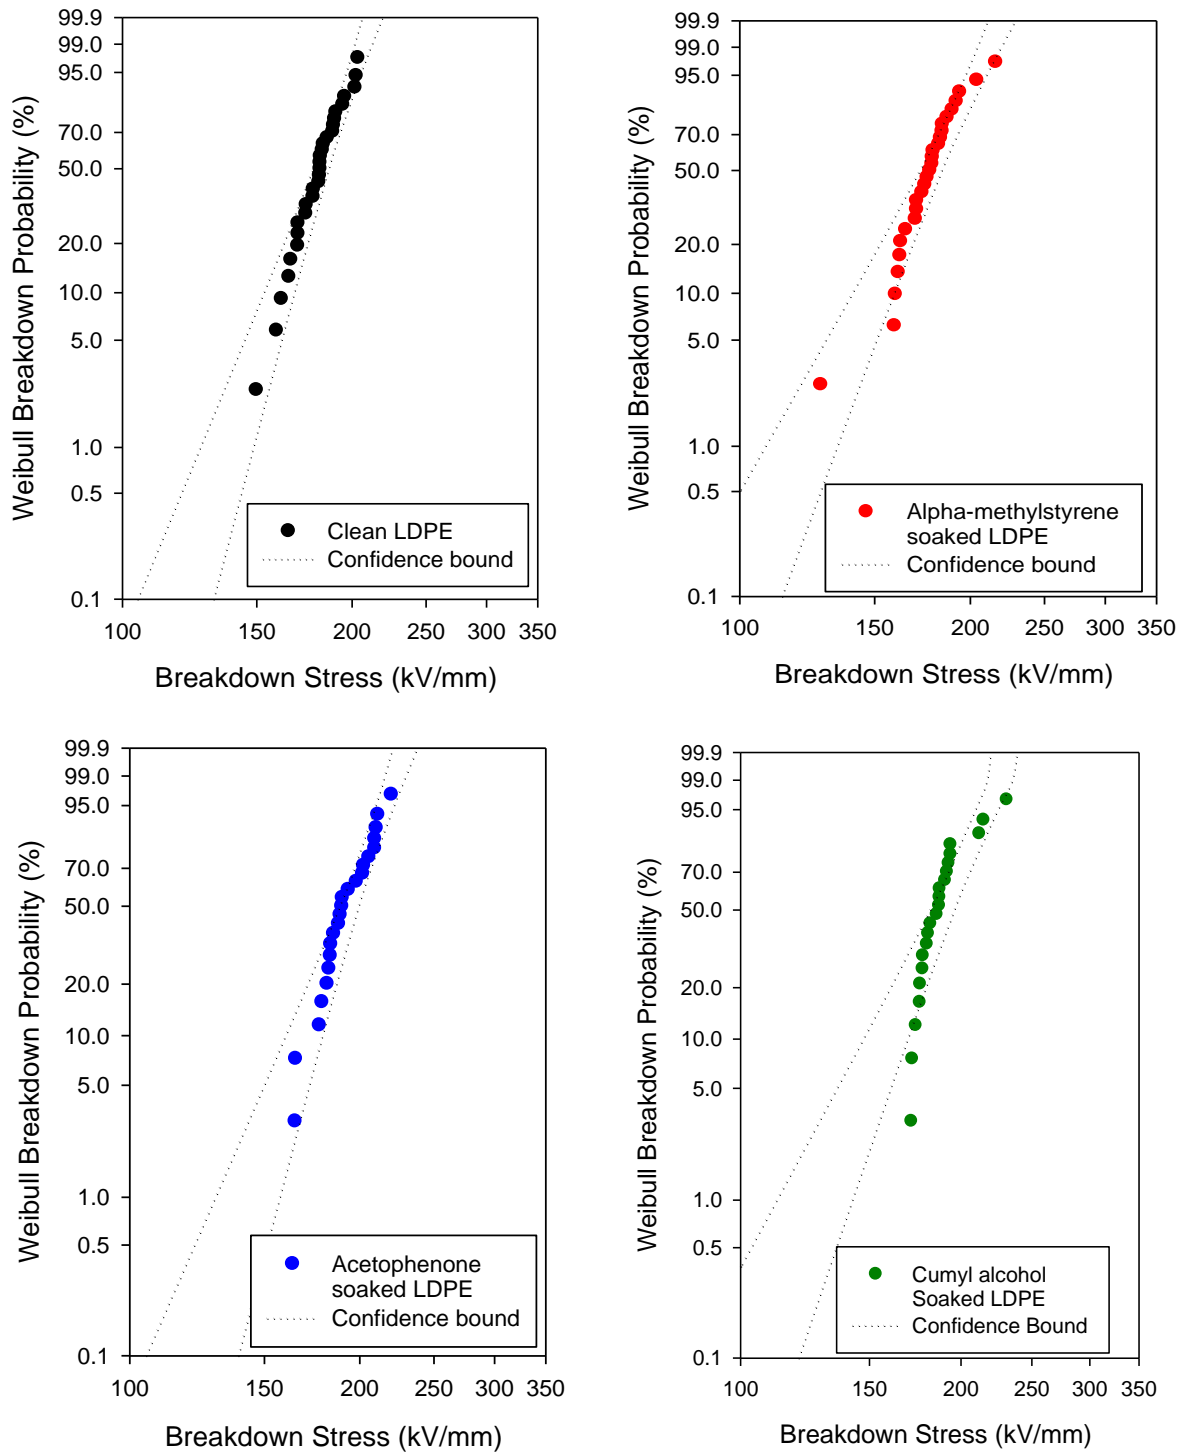 Weibull Breakdown Probability (%)
99.9
99.0
95.0
70.0
50.0
20.0
10.0
5.0
1.0
0.5
0.1
Clean LDPE
Confidence bound
100 150 200 300 350
Breakdown Stress (kV/mm)
Weibull Breakdown Probability (%)
99.9
99.0
95.0
70.0
50.0
20.0
10.0
5.0
1.0
0.5
0.1
Alpha-methylstyrene
soaked LDPE
Confidence bound
100 150 200 250 300 350
Breakdown Stress (kV/mm)
Weibull Breakdown Probability (%)
99.9
99.0
95.0
70.0
50.0
20.0
10.0
5.0
1.0
0.5
0.1
Acetophenone
soaked LDPE
Confidence bound
100 150 200 250 300 350
Breakdown Stress (kV/mm)
Weibull Breakdown Probability (%)
99.9
99.0
95.0
70.0
50.0
20.0
10.0
5.0
1.0
0.5
0.1
Cumyl alcohol
Soaked LDPE
Confidence Bound
100 150 200 250 300 350
Breakdown Stress (kV/mm)